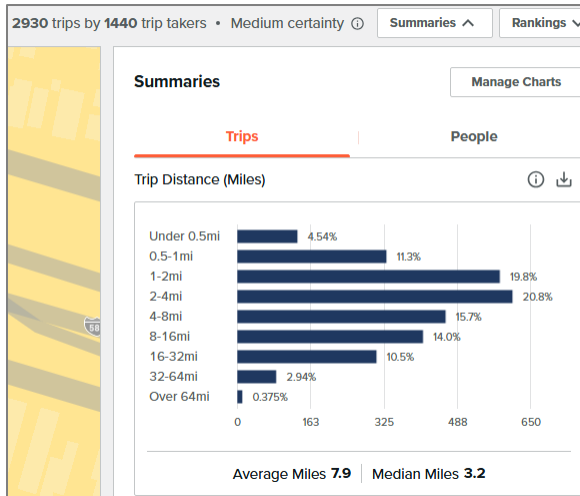 2930 trips by 1440 trip takers • Medium certainty
Summaries
Rankings
Summaries
Manage Charts
Trips
People
Trip Distance (Miles)
Under 0.5mi 4.54%
0.5-1mi 11.3%
1-2mi 19.8%
2-4mi 20.8%
4-8mi 15.7%
8-16mi 14.0%
16-32mi 10.5%
32-64mi 2.94%
Over 64mi 0.375%
0 163 325 488 650
Average Miles 7.9 Median Miles 3.2
58